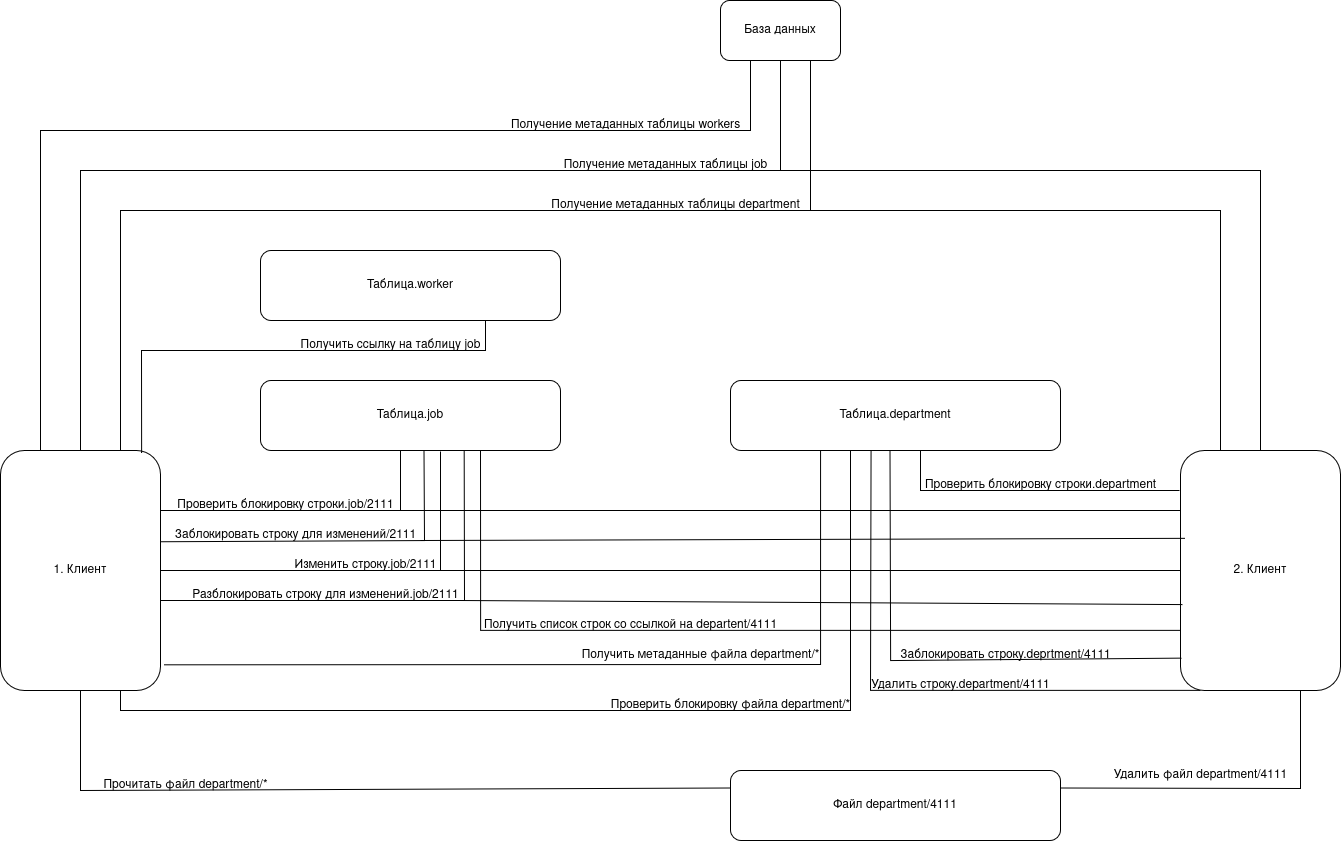 База данных
Получение метаданных таблицы workers
Получение метаданных таблицы job
Получение метаданных таблицы department
Таблица.worker
Получить ссылку на таблицу job
Таблица.job
Таблица.department
Проверить блокировку строки.department
Проверить блокировку строки.job/2111
Заблокировать строку для изменений/2111
Изменить строку.job/2111
1. Клиент
2. Клиент
Разблокировать строку для изменений.job/2111
Получить список строк со ссылкой на departent/4111
Получить метаданные файла department/*
Заблокировать строку.deprtment/4111
Удалить строку.department/4111
Проверить блокировку файла department/*
Прочитать файл department/*
Удалить файл department/4111
Файл department/4111